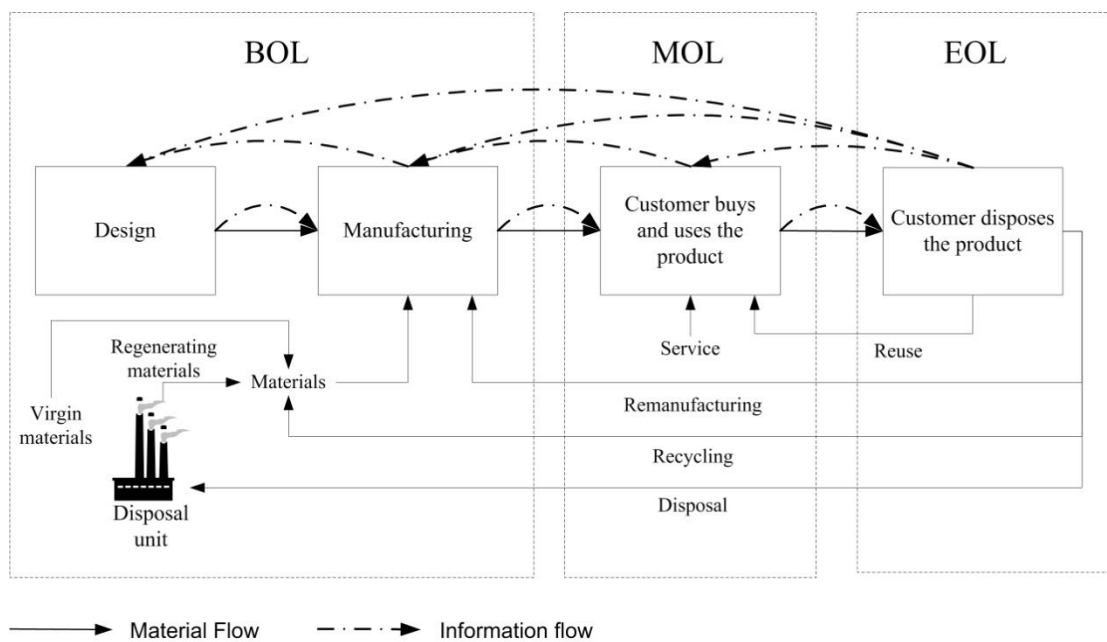 BOL
MOL
EOL
Design
Manufacturing
Customer buys
and uses the
product
Customer disposes
the product
Service
Reuse
Regenerating
materials
Materials
Virgin
materials
Remanufacturing
Recycling
Disposal
Disposal
unit
Material Flow
Information flow